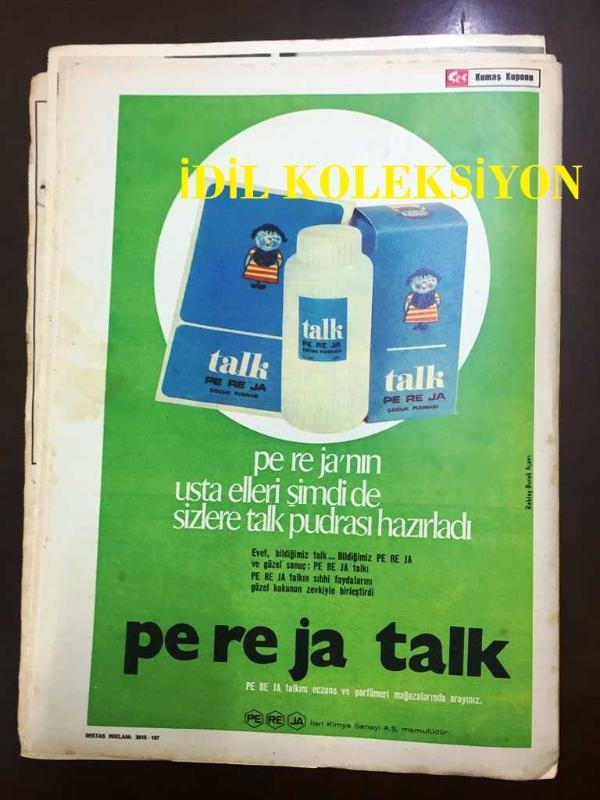 Ses Kumaş Kuponu
İDİL KOLEKSİYON
talk
PE RE JA
ÇOCUK PUDRASI
talk
PE RE JA
ÇOCUK PUDRASI
talk
PE RE JA
ÇOCUK PUDRASI
pe re ja'nın
usta elleri şimdi de
sizlere talk pudrası hazırladı
Evet, bildiğimiz talk... Bildiğimiz PE RE JA
ve güzel sonuç: PE RE JA talkı
PE RE JA talkın sıhhi faydalarını
güzel kokunun zevkiyle birleştirdi
pe re ja talk
PE RE JA talkını eczane ve parfümeri mağazalarında arayınız.
PE RE JA İleri Kimya Sanayi A.Ş. mamulüdür.